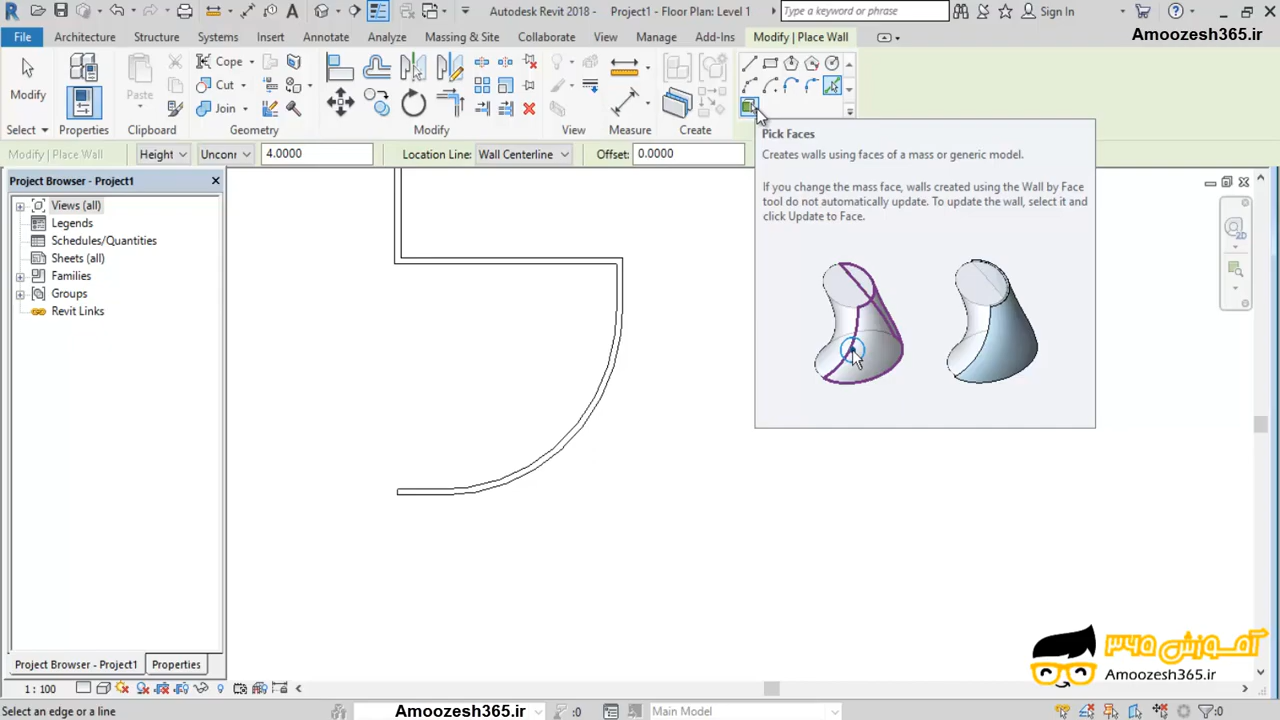 Autodesk Revit 2018 - Project1 - Floor Plan: Level 1
Type a keyword or phrase
Sign In
File
Architecture
Structure
Systems
Insert
Annotate
Analyze
Massing & Site
Collaborate
View
Manage
Add-Ins
Modify | Place Wall
Amoozesh365.ir
Modify
Paste
Cope
Cut
Join
Select
Properties
Clipboard
Geometry
Modify
View
Measure
Create
Modify | Place Wall
Height
Unconr
4.0000
Location Line:
Wall Centerline
Offset:
0.0000
Pick Faces
Creates walls using faces of a mass or generic model.
If you change the mass face, walls created using the Wall by Face
tool do not automatically update. To update the wall, select it and
click Update to Face.
Project Browser - Project1
Views (all)
Legends
Schedules/Quantities
Sheets (all)
Families
Groups
Revit Links
2D
Project Browser - Project1
Properties
آمـوزش ۳۶۵
Amoozesh365.ir
1 : 100
Select an edge or a line
Amoozesh365.ir
:0
Main Model
:0